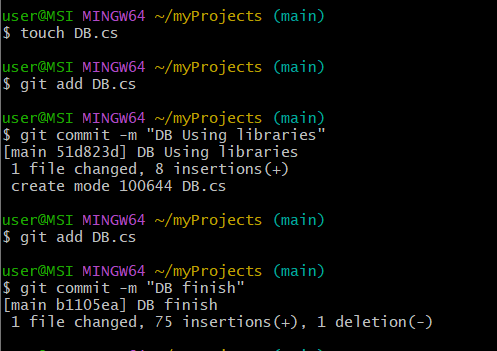 user@MSI MINGW64 ~/myProjects (main)
$ touch DB.cs
user@MSI MINGW64 ~/myProjects (main)
$ git add DB.cs
user@MSI MINGW64 ~/myProjects (main)
$ git commit -m "DB Using libraries"
[main 51d823d] DB Using libraries
 1 file changed, 8 insertions(+)
 create mode 100644 DB.cs
user@MSI MINGW64 ~/myProjects (main)
$ git add DB.cs
user@MSI MINGW64 ~/myProjects (main)
$ git commit -m "DB finish"
[main b1105ea] DB finish
 1 file changed, 75 insertions(+), 1 deletion(-)